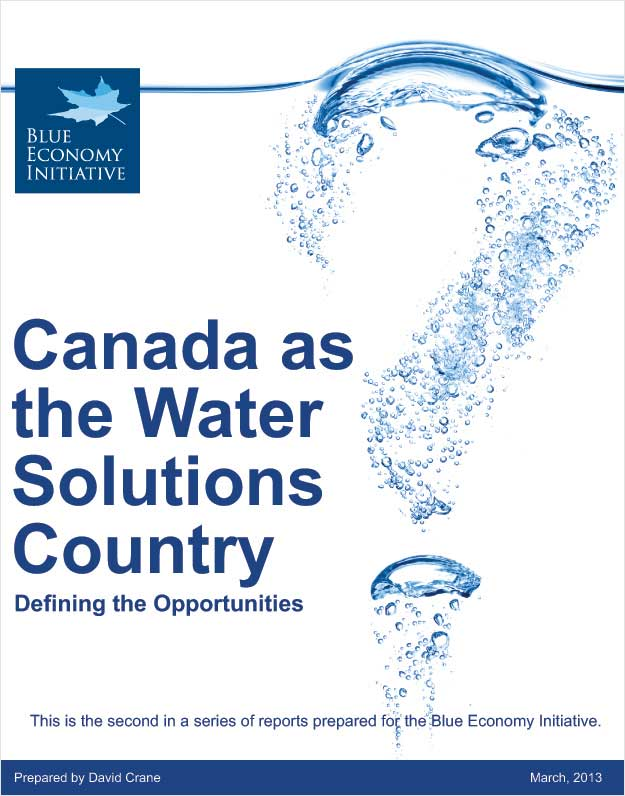 BLUE
ECONOMY
INITIATIVE
Canada as
the Water
Solutions
Country
Defining the Opportunities
This is the second in a series of reports prepared for the Blue Economy Initiative.
Prepared by David Crane
March, 2013